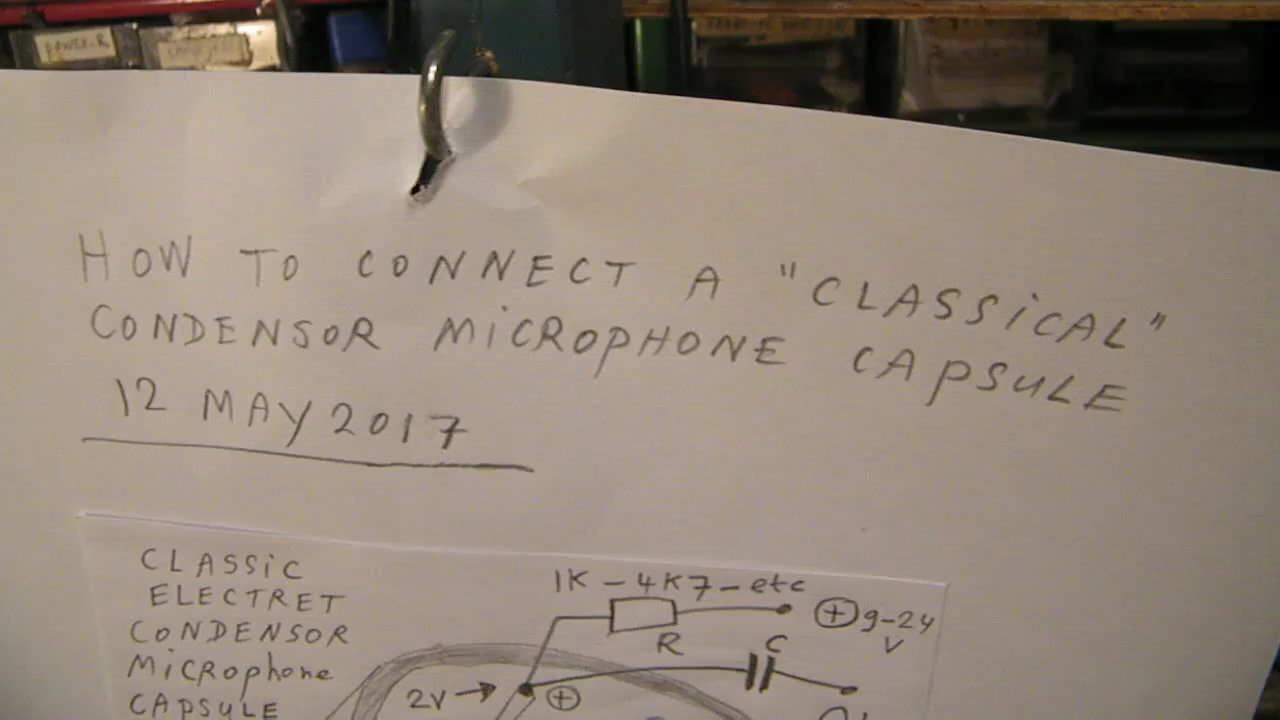 POWER-R
HOW TO CONNECT A "CLASSiCAL"
CONDENSOR MiCROPHONE CAPSULE
12 MAY 2017
CLASSiC
ELECTRET
CONDENSOR
MiCROphone
CAPSULE
1K - 4K7 - etc
+ 9-24
V
R
C
2V → +